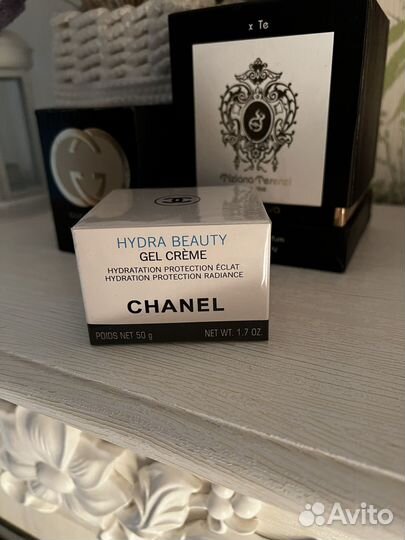 x Te
Tiziana Terenzi
HYDRA BEAUTY
GEL CRÈME
HYDRATATION PROTECTION ÉCLAT
HYDRATION PROTECTION RADIANCE
CHANEL
POIDS NET 50 g NET WT. 1.7 OZ.
Avito